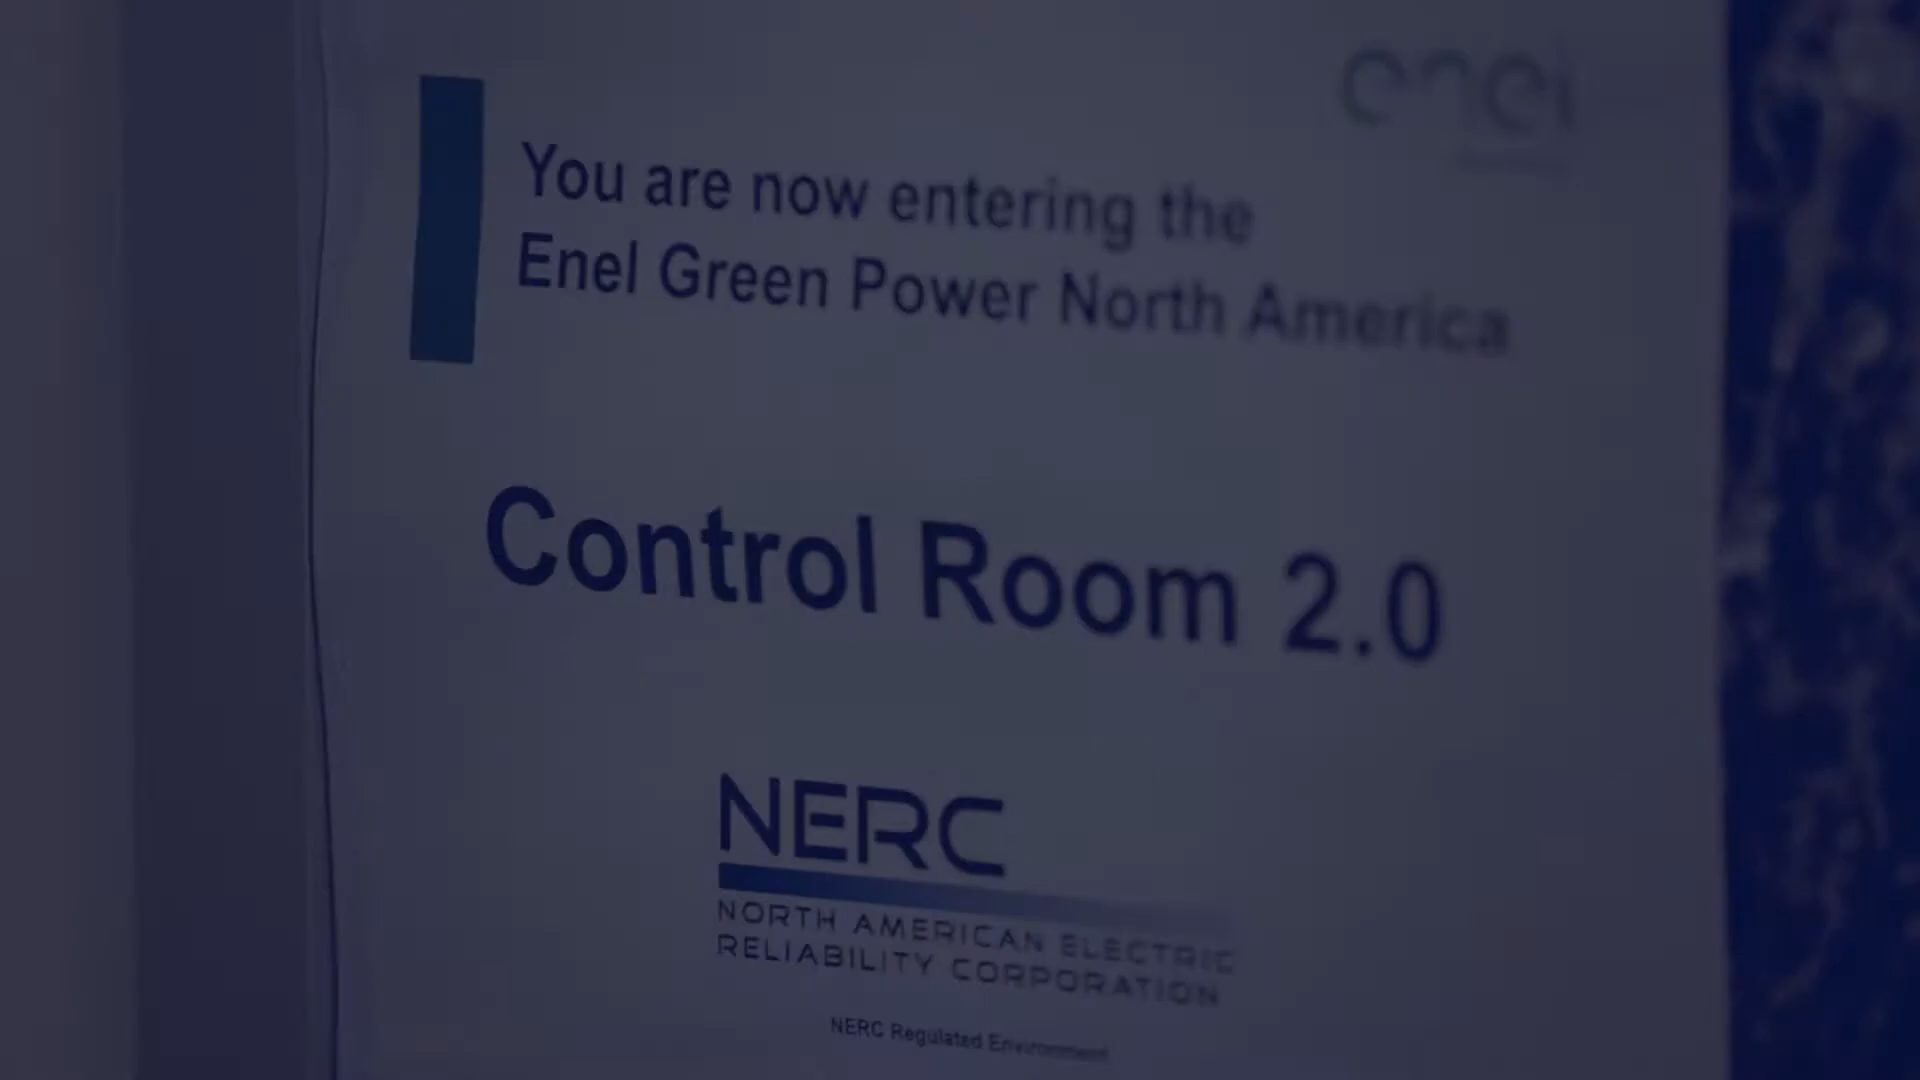 enel
You are now entering the
Enel Green Power North America
Control Room 2.0
NERC
NORTH AMERICAN ELECTRIC
RELIABILITY CORPORATION
NERC Regulated Environment